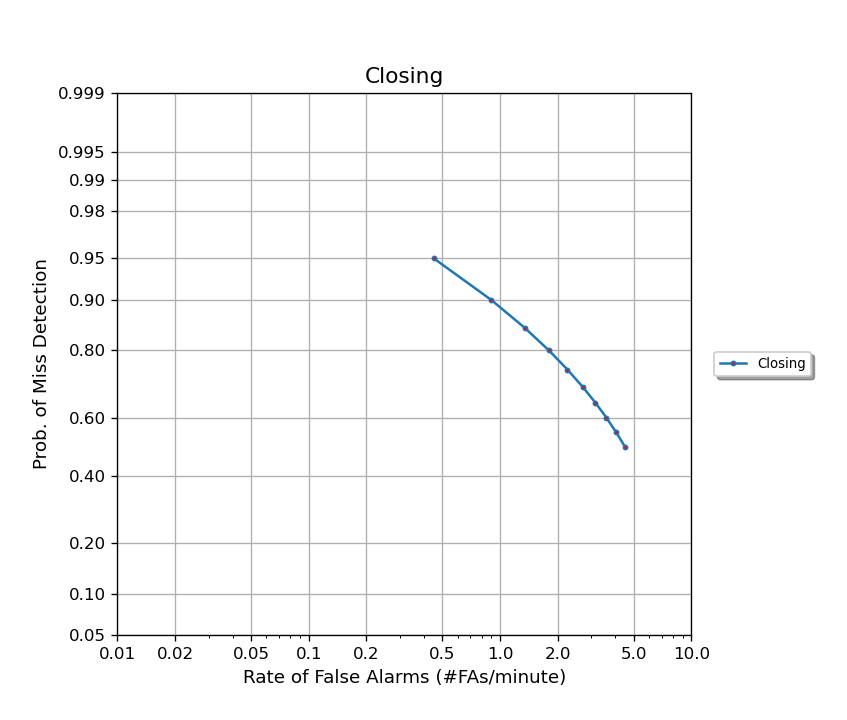 Closing
0.999
0.995
0.99
0.98
0.95
0.90
0.80
0.60
0.40
0.20
0.10
0.05
Prob. of Miss Detection
0.01 0.02 0.05 0.1 0.2 0.5 1.0 2.0 5.0 10.0
Rate of False Alarms (#FAs/minute)
Closing